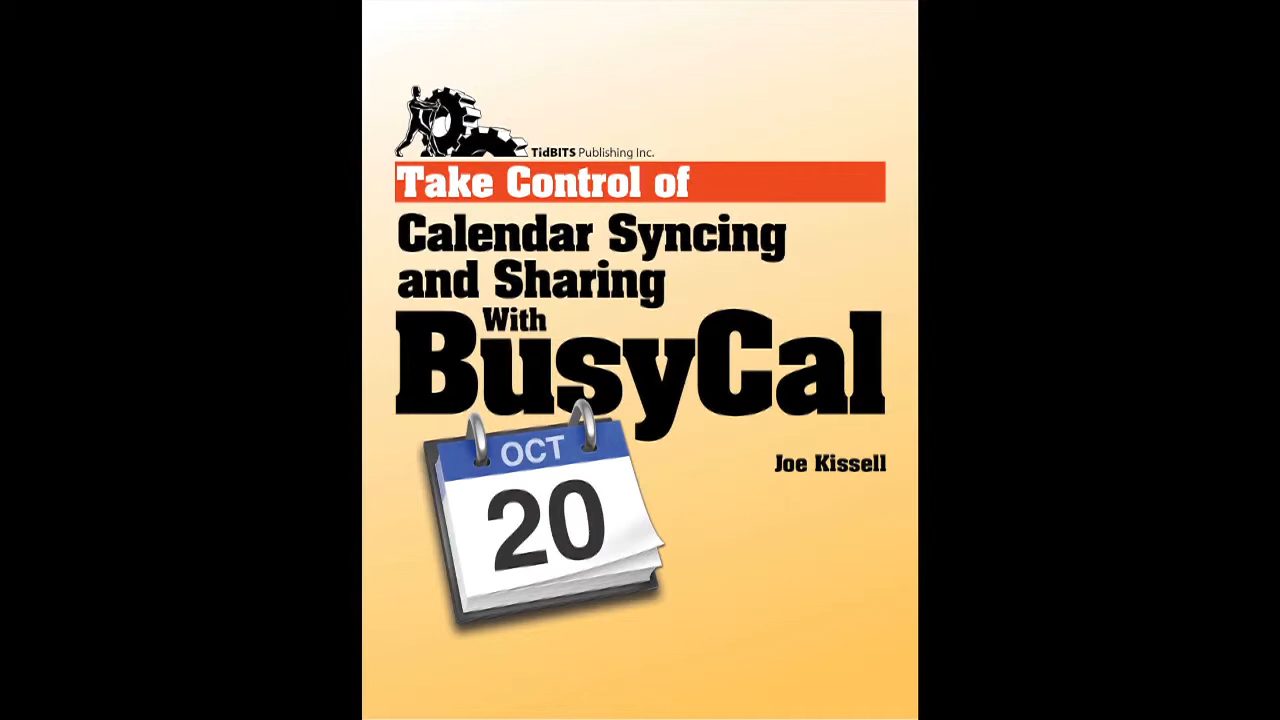 TidBITS Publishing Inc.
Take Control of
Calendar Syncing
and Sharing
With
BusyCal
Joe Kissell
OCT
20